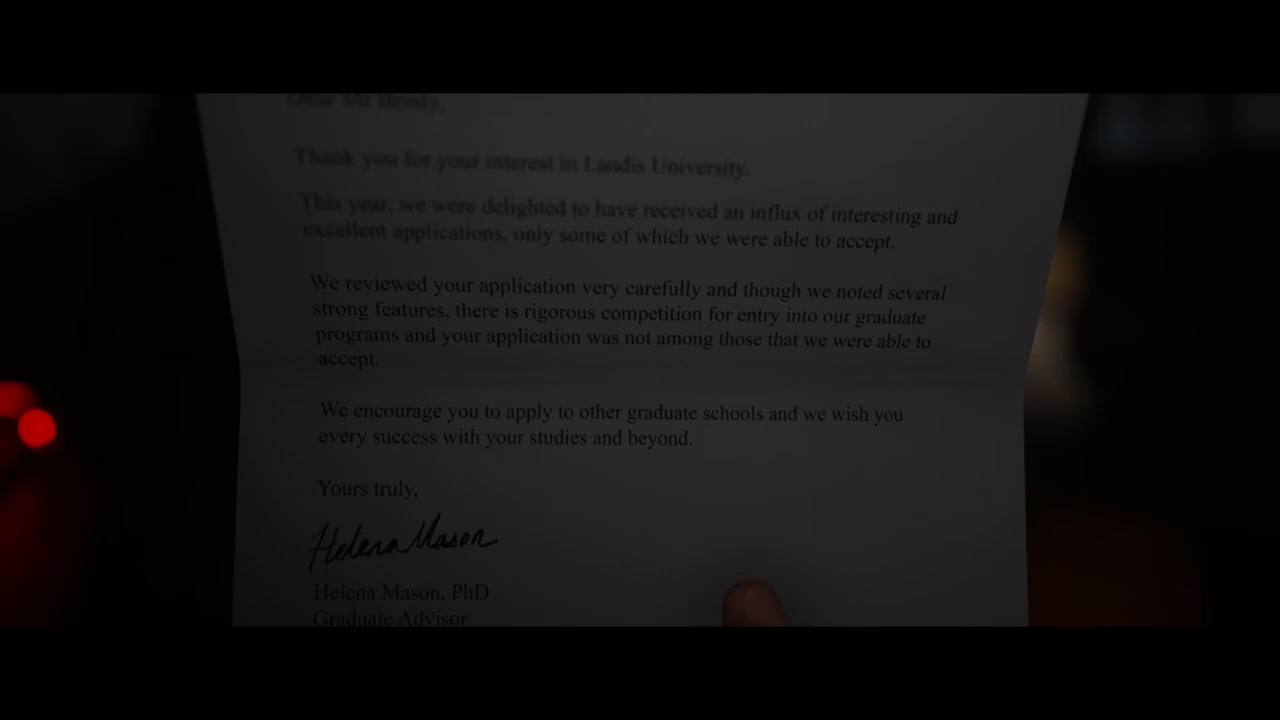 Dear Mr
Thank you for your interest in Landis University.
This year, we were delighted to have received an influx of interesting and
excellent applications, only some of which we were able to accept.
We reviewed your application very carefully and though we noted several
strong features, there is rigorous competition for entry into our graduate
programs and your application was not among those that we were able to
accept.
We encourage you to apply to other graduate schools and we wish you
every success with your studies and beyond.
Yours truly,
Helena Mason
Helena Mason, PhD
Graduate Advisor